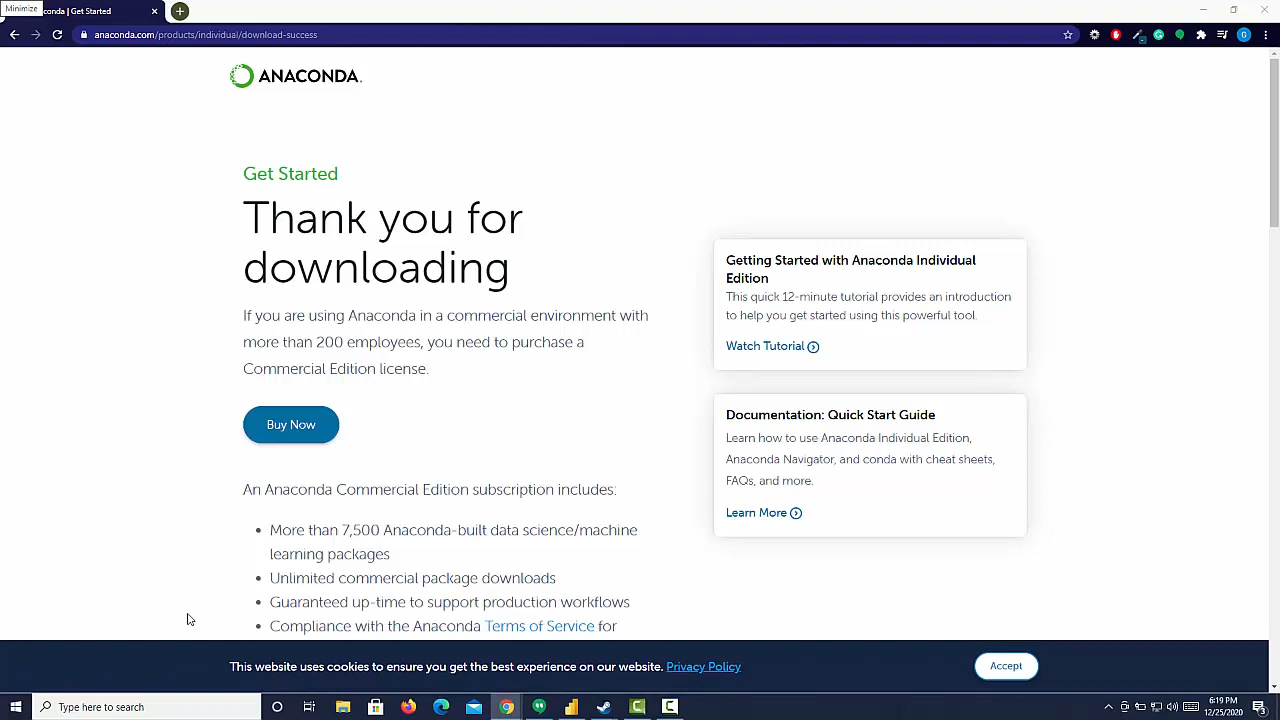 Minimize
conda | Get Started
anaconda.com/products/individual/download-success
ANACONDA.
Get Started
Thank you for
downloading
If you are using Anaconda in a commercial environment with
more than 200 employees, you need to purchase a
Commercial Edition license.
Buy Now
An Anaconda Commercial Edition subscription includes:
• More than 7,500 Anaconda-built data science/machine
learning packages
• Unlimited commercial package downloads
• Guaranteed up-time to support production workflows
• Compliance with the Anaconda Terms of Service for
Getting Started with Anaconda Individual
Edition
This quick 12-minute tutorial provides an introduction
to help you get started using this powerful tool.
Watch Tutorial
Documentation: Quick Start Guide
Learn how to use Anaconda Individual Edition,
Anaconda Navigator, and conda with cheat sheets,
FAQs, and more.
Learn More
This website uses cookies to ensure you get the best experience on our website. Privacy Policy
Accept
Type here to search
6:19 PM
12/25/2020